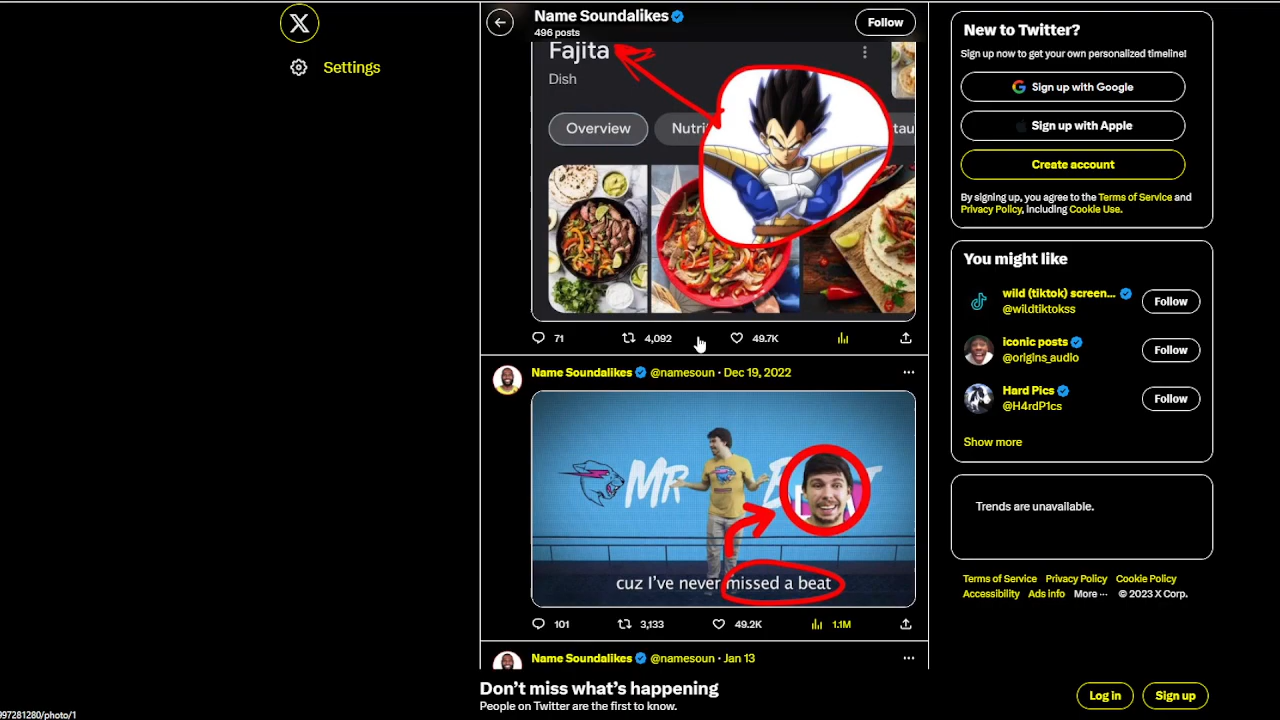 Settings
Name Soundalikes
496 posts
Follow
Fajita
Dish
Overview
71
4,092
49.7K
Name Soundalikes @namesoun · Dec 19, 2022
MR
cuz I've never missed a beat
101
3,133
49.2K
1.1M
Name Soundalikes @namesoun · Jan 13
New to Twitter?
Sign up now to get your own personalized timeline!
Sign up with Google
Sign up with Apple
Create account
By signing up, you agree to the Terms of Service and
Privacy Policy, including Cookie Use.
You might like
wild (tiktok) screen...
@wildtiktokss
Follow
iconic posts
@origins_audio
Follow
Hard Pics
@H4rdP1cs
Follow
Show more
Trends are unavailable.
Terms of Service Privacy Policy Cookie Policy
Accessibility Ads info More ··· © 2023 X Corp.
Don't miss what's happening
People on Twitter are the first to know.
Log in
Sign up
997281280/photo/1